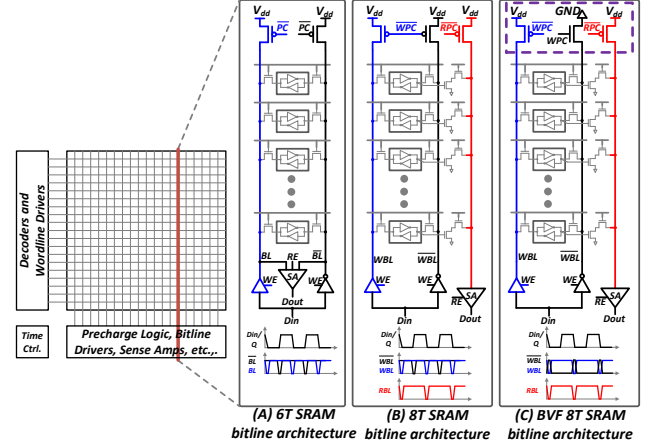 Decoders and
Wordline Drivers
Time
Ctrl.
Precharge Logic, Bitline
Drivers, Sense Amps, etc.,.
Vdd
Vdd
PC
PC
BL
RE
BL
WE
SA
WE
Dout
Din
Din/
Q
BL
BL
(A) 6T SRAM
bitline architecture
Vdd
Vdd
WPC
RPC
WBL
WBL
WE
WE
SA
RE
Din
Dout
Din/
Q
WBL
WBL
RBL
(B) 8T SRAM
bitline architecture
Vdd
GND
Vdd
WPC
WPC
RPC
WBL
WBL
WE
WE
SA
RE
Din
Dout
Din/
Q
WBL
WBL
RBL
(C) BVF 8T SRAM
bitline architecture